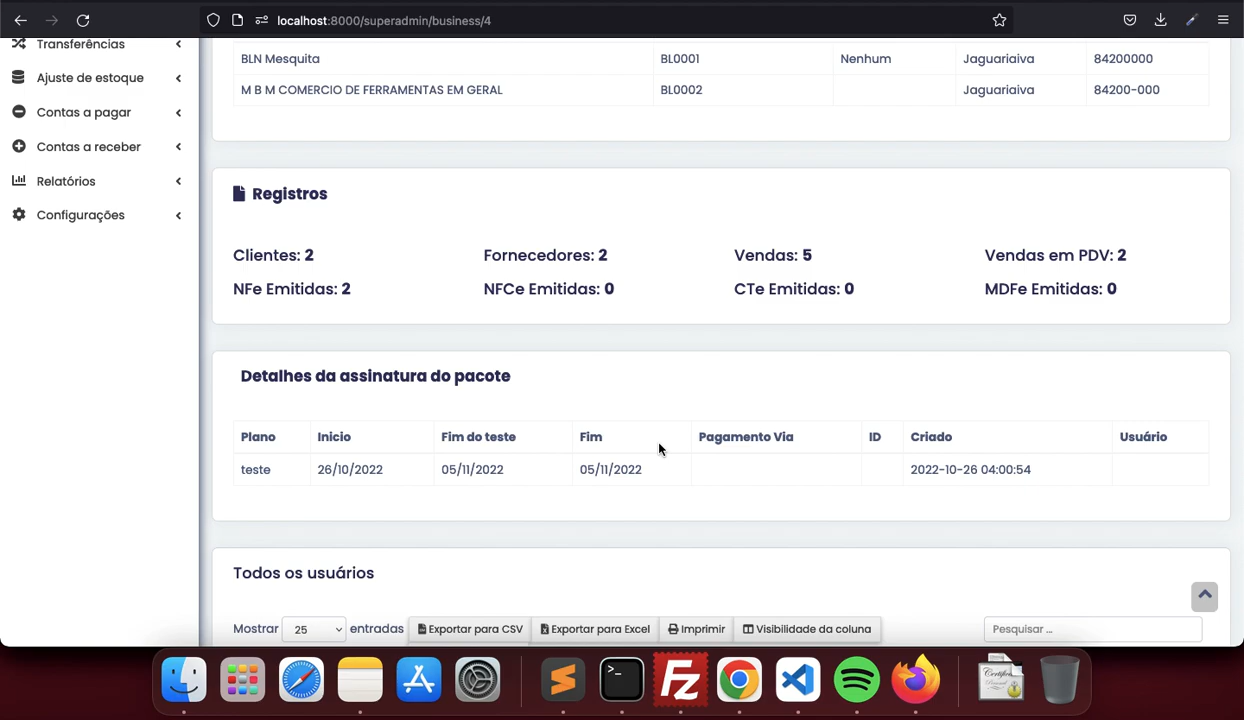 localhost:8000/superadmin/business/4
Transferências
Ajuste de estoque
Contas a pagar
Contas a receber
Relatórios
Configurações
BLN Mesquita BL0001 Nenhum Jaguariaiva 84200000
M B M COMERCIO DE FERRAMENTAS EM GERAL BL0002 Jaguariaiva 84200-000
Registros
Clientes: 2 Fornecedores: 2 Vendas: 5 Vendas em PDV: 2
NFe Emitidas: 2 NFCe Emitidas: 0 CTe Emitidas: 0 MDFe Emitidas: 0
Detalhes da assinatura do pacote
Plano Inicio Fim do teste Fim Pagamento Via ID Criado Usuário
teste 26/10/2022 05/11/2022 05/11/2022 2022-10-26 04:00:54
Todos os usuários
Mostrar 25 entradas Exportar para CSV Exportar para Excel Imprimir Visibilidade da coluna Pesquisar ...